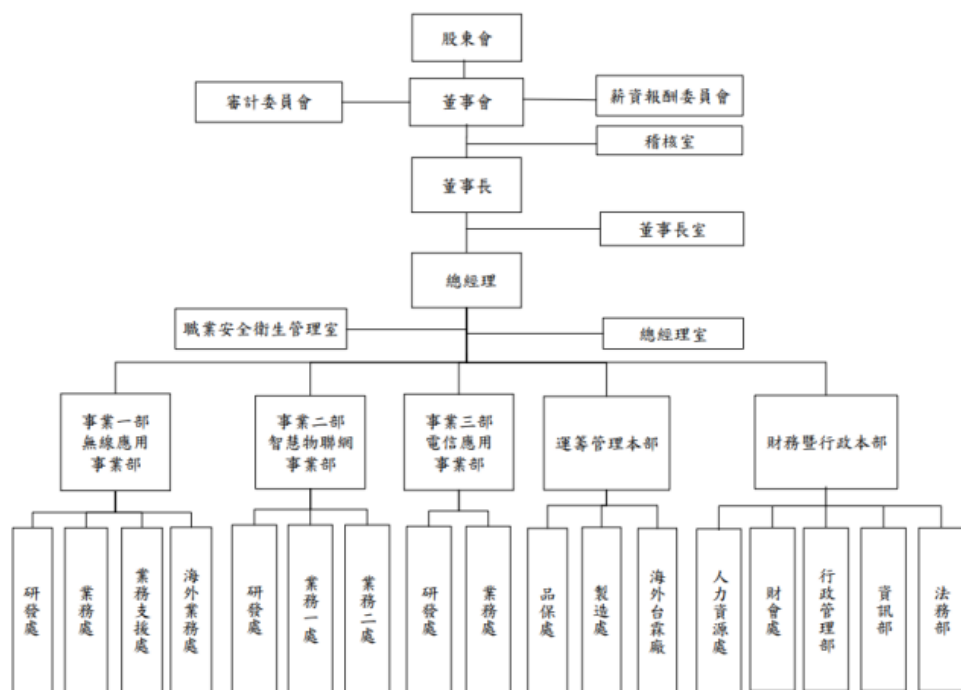 股東會
審計委員會
董事會
薪資報酬委員會
稽核室
董事長
董事長室
總經理
職業安全衛生管理室
總經理室
事業一部
無線應用
事業部
事業二部
智慧物聯網
事業部
事業三部
電信應用
事業部
運籌管理本部
財務暨行政本部
研發處
業務處
業務支援處
海外業務處
研發處
業務一處
業務二處
研發處
業務處
品保處
製造處
海外台霖廠
人力資源處
財會處
行政管理部
資訊部
法務部